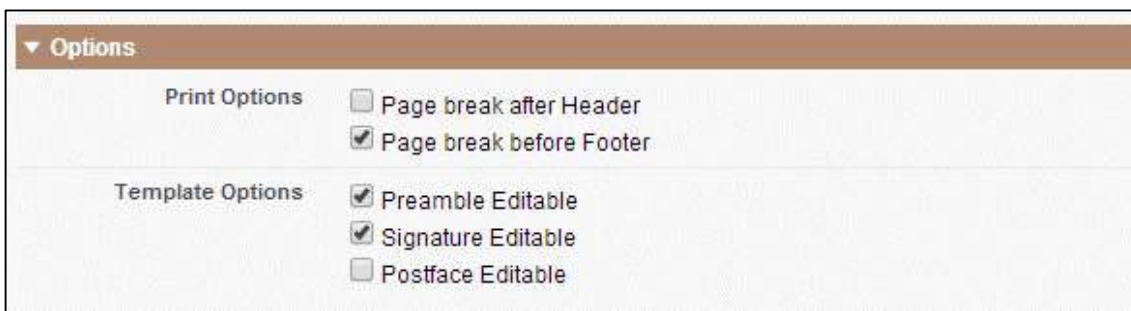 Options
Print Options
Page break after Header
Page break before Footer
Template Options
Preamble Editable
Signature Editable
Postface Editable